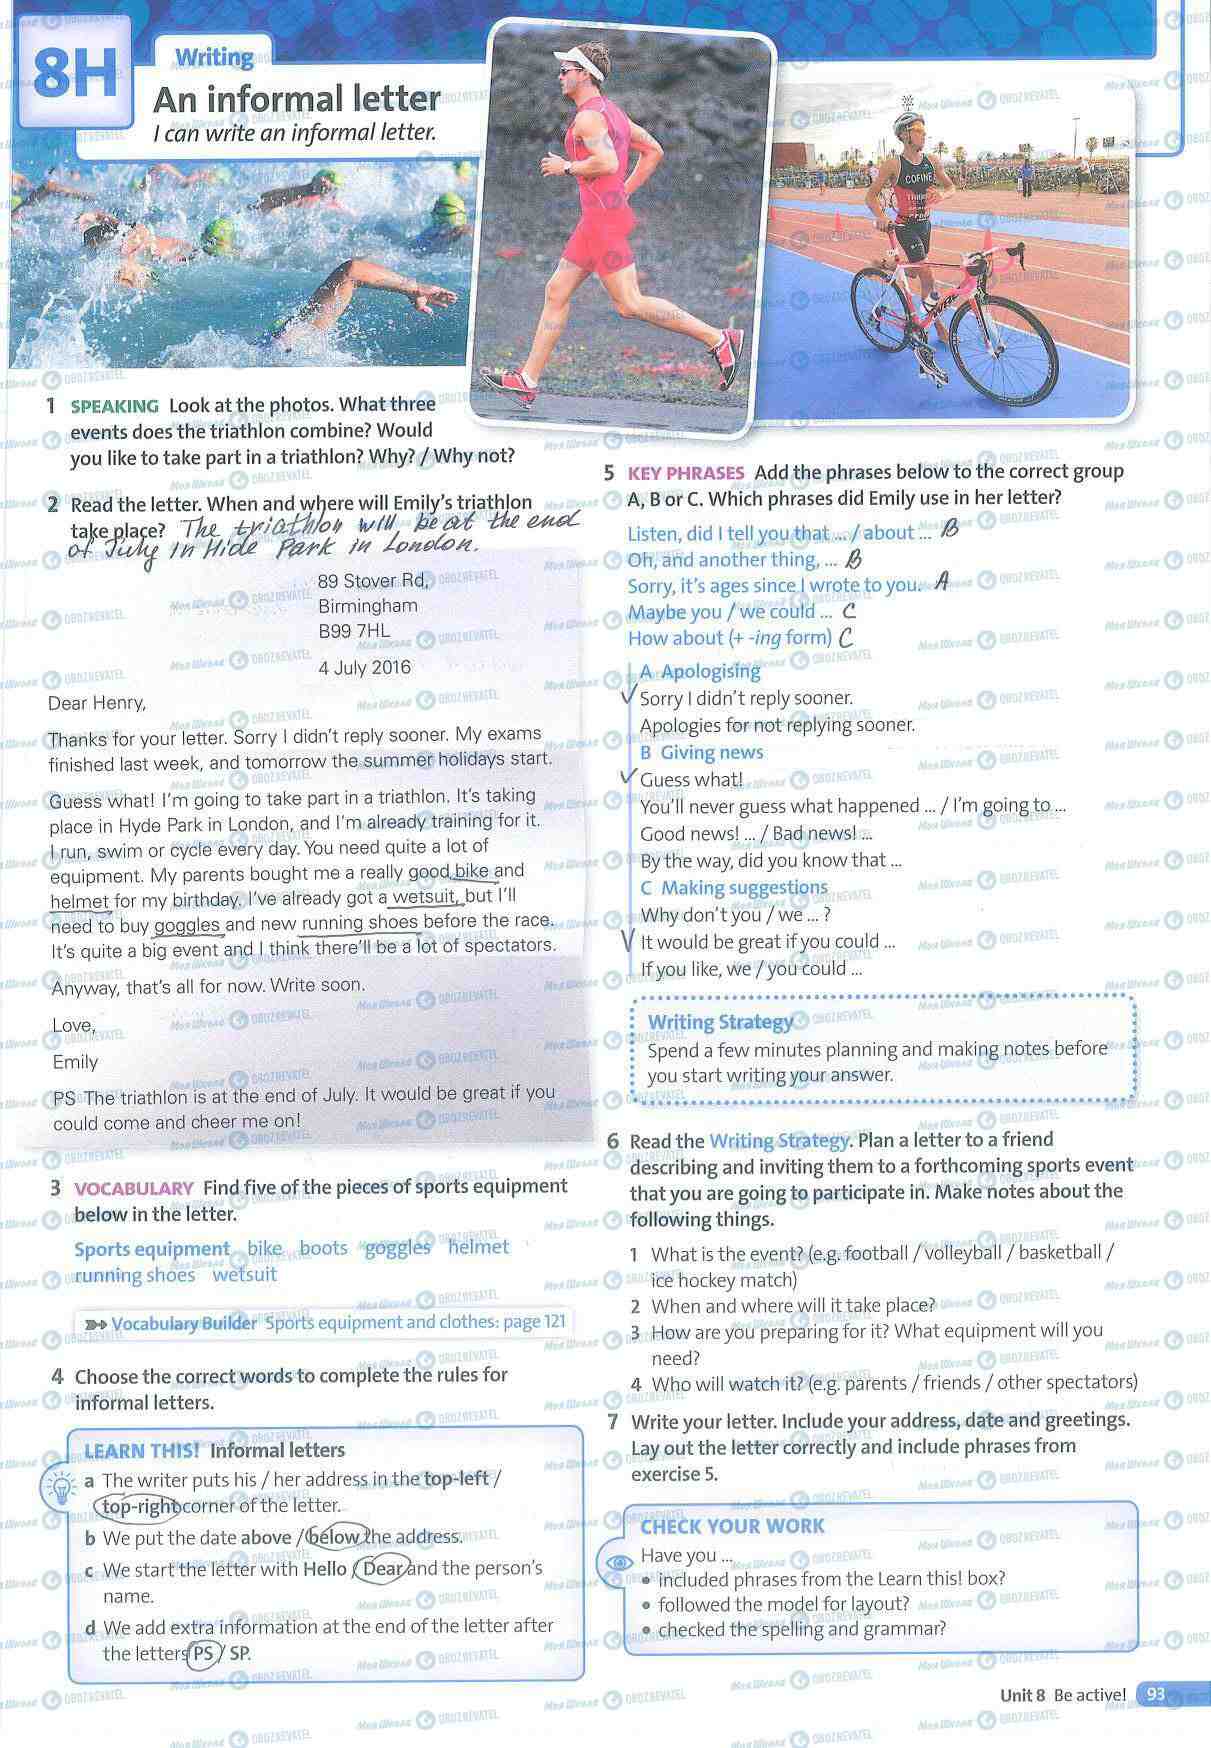 8H
Writing
An informal letter
I can write an informal letter.
COFINE
1 SPEAKING Look at the photos. What three
events does the triathlon combine? Would
you like to take part in a triathlon? Why? / Why not?
2 Read the letter. When and where will Emily's triathlon
take place? The triathlon will be at the end
of July in Hide Park in London.
89 Stover Rd,
Birmingham
B99 7HL
4 July 2016
Dear Henry,
Thanks for your letter. Sorry I didn't reply sooner. My exams
finished last week, and tomorrow the summer holidays start.
Guess what! I'm going to take part in a triathlon. It's taking
place in Hyde Park in London, and I'm already training for it.
I run, swim or cycle every day. You need quite a lot of
equipment. My parents bought me a really good bike and
helmet for my birthday. I've already got a wetsuit, but I'll
need to buy goggles and new running shoes before the race.
It's quite a big event and I think there'll be a lot of spectators.
Anyway, that's all for now. Write soon.
Love,
Emily
PS The triathlon is at the end of July. It would be great if you
could come and cheer me on!
3 VOCABULARY Find five of the pieces of sports equipment
below in the letter.
Sports equipment bike boots goggles helmet
running shoes wetsuit
Vocabulary Builder Sports equipment and clothes: page 121
4 Choose the correct words to complete the rules for
informal letters.
LEARN THIS! Informal letters
a The writer puts his / her address in the top-left /
top-right corner of the letter.
b We put the date above / below the address.
c We start the letter with Hello / Dear and the person's
name.
d We add extra information at the end of the letter after
the letters PS / SP.
5 KEY PHRASES Add the phrases below to the correct group
A, B or C. Which phrases did Emily use in her letter?
Listen, did I tell you that ... / about ... B
Oh, and another thing, ... B
Sorry, it's ages since I wrote to you. A
Maybe you / we could ... C
How about (+ -ing form) C
A Apologising
Sorry I didn't reply sooner.
Apologies for not replying sooner.
B Giving news
Guess what!
You'll never guess what happened ... / I'm going to ...
Good news! ... / Bad news! ...
By the way, did you know that ...
C Making suggestions
Why don't you / we ... ?
It would be great if you could ...
If you like, we / you could ...
Writing Strategy
Spend a few minutes planning and making notes before
you start writing your answer.
6 Read the Writing Strategy. Plan a letter to a friend
describing and inviting them to a forthcoming sports event
that you are going to participate in. Make notes about the
following things.
1 What is the event? (e.g. football / volleyball / basketball /
ice hockey match)
2 When and where will it take place?
3 How are you preparing for it? What equipment will you
need?
4 Who will watch it? (e.g. parents / friends / other spectators)
7 Write your letter. Include your address, date and greetings.
Lay out the letter correctly and include phrases from
exercise 5.
CHECK YOUR WORK
Have you ...
• included phrases from the Learn this! box?
• followed the model for layout?
• checked the spelling and grammar?
Unit 8 Be active! 93